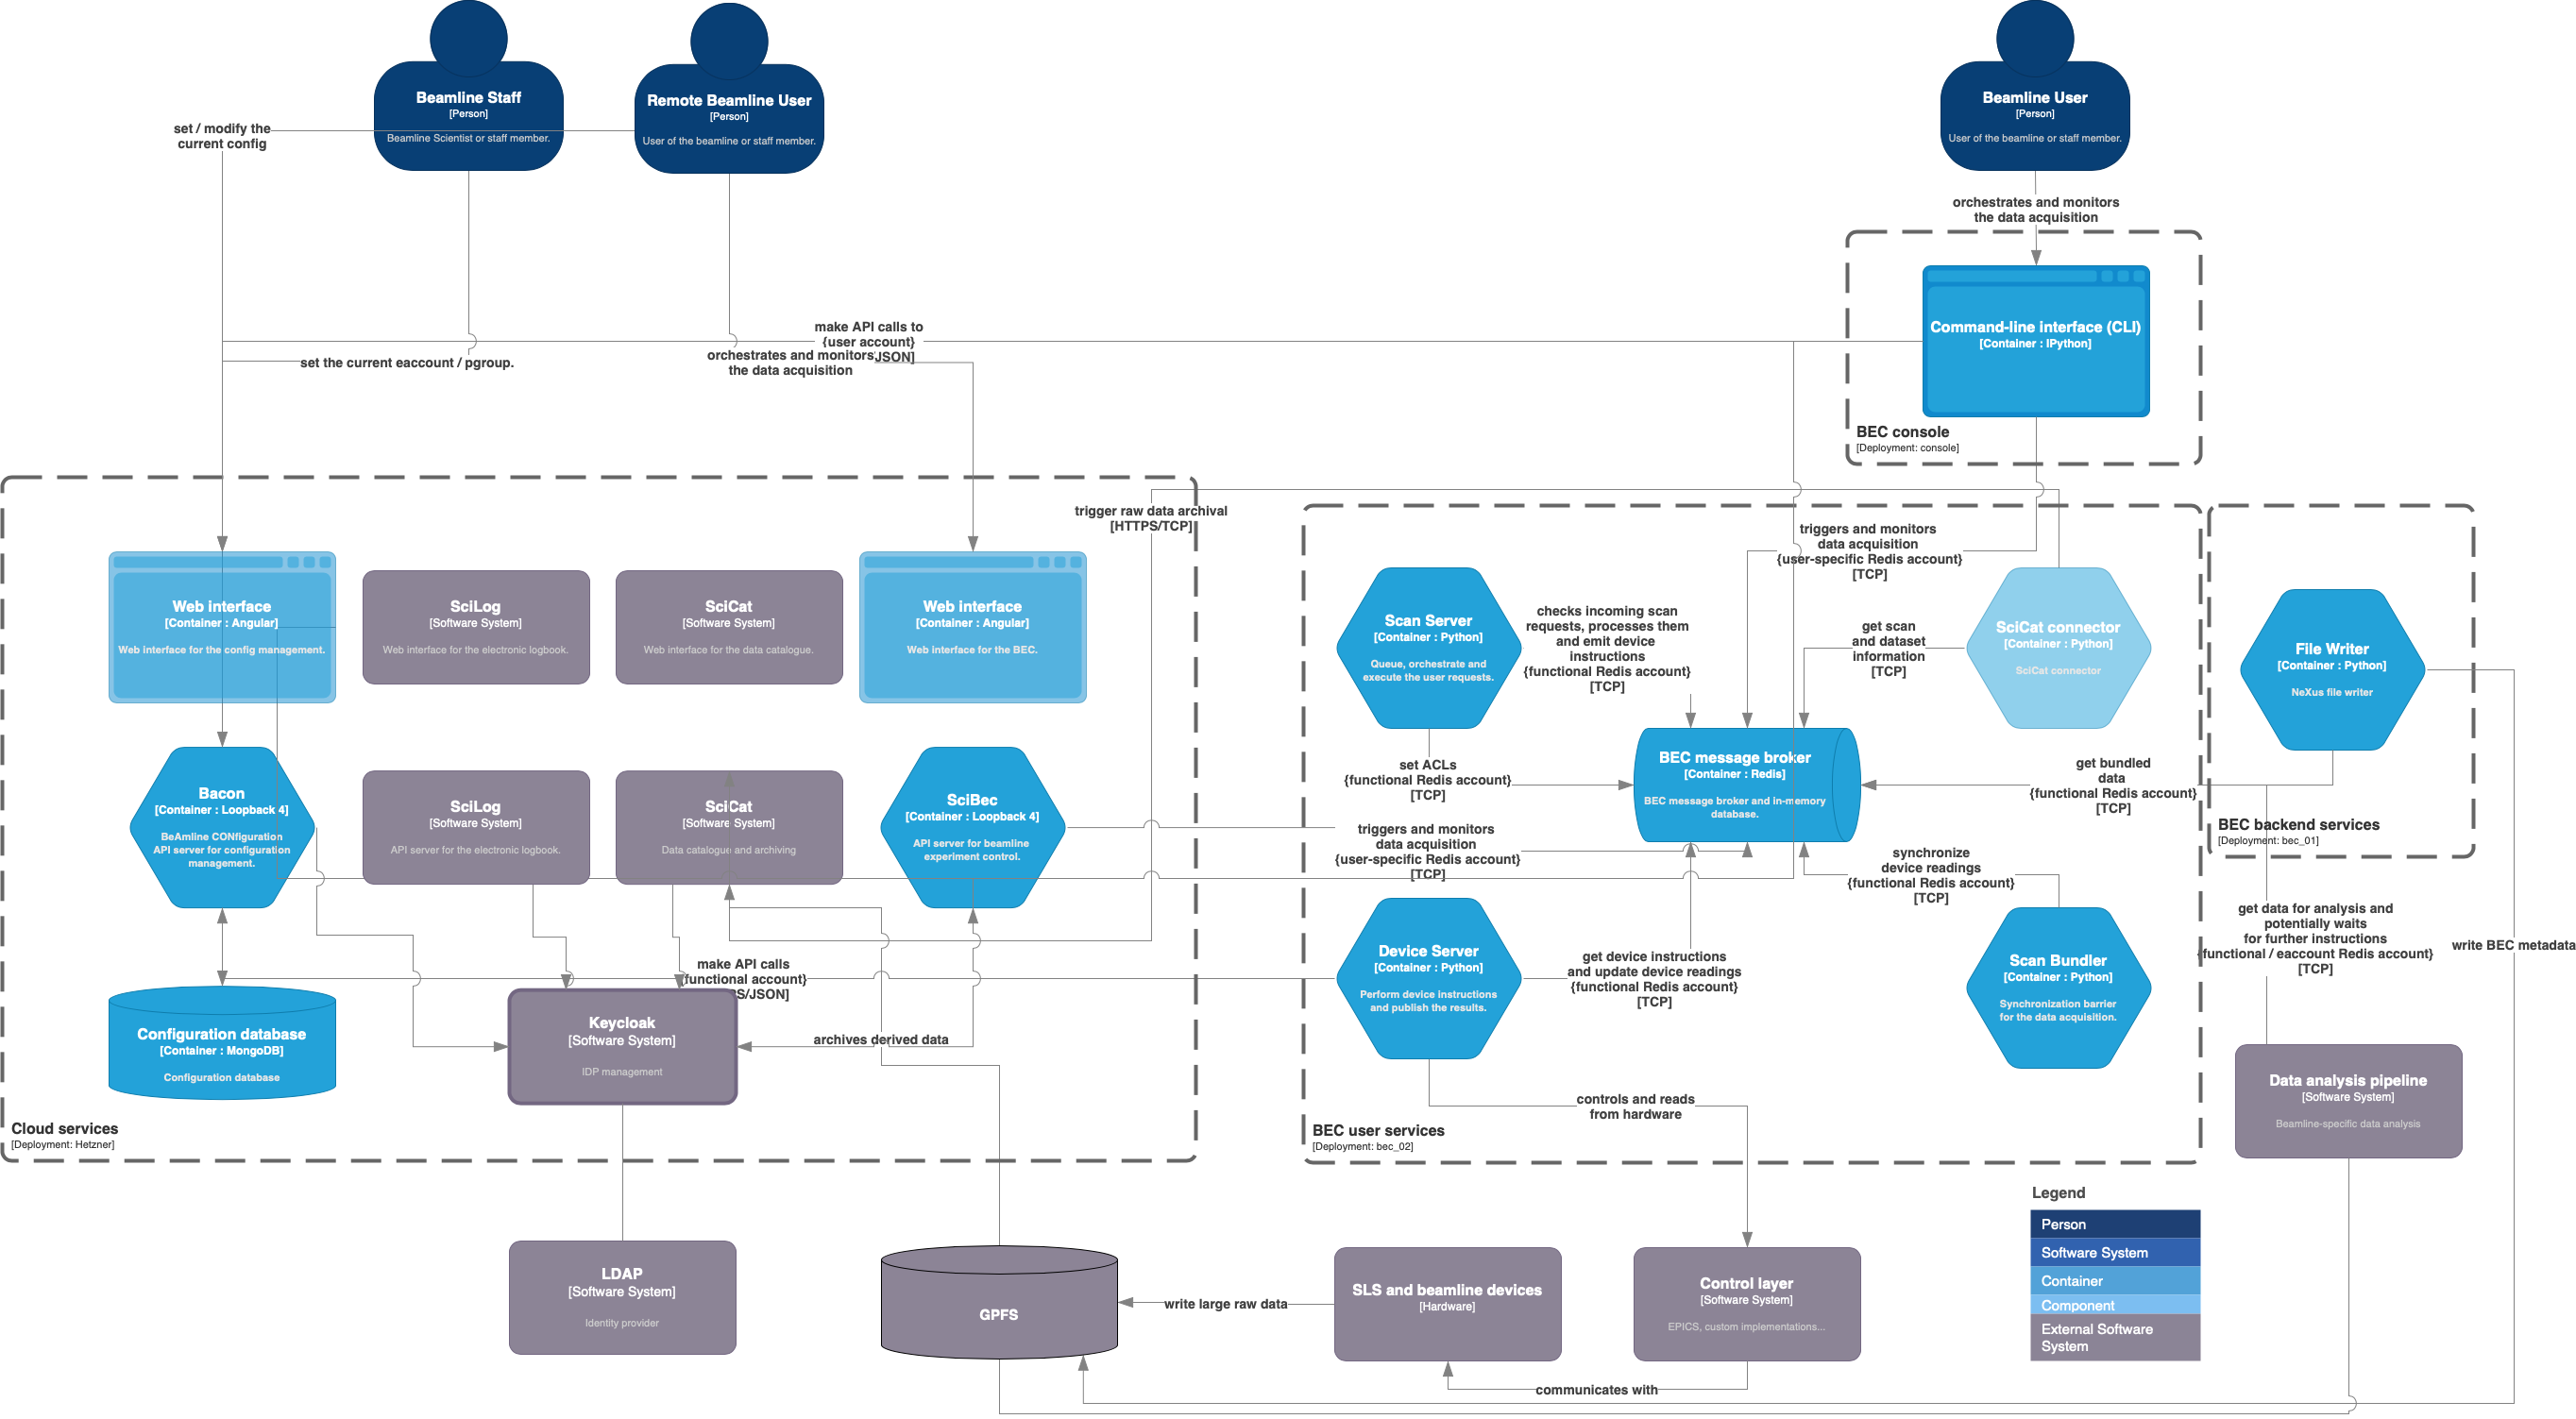 Beamline Staff
[Person]
Beamline Scientist or staff member.
Remote Beamline User
[Person]
User of the beamline or staff member.
Beamline User
[Person]
User of the beamline or staff member.
set / modify the
current config
orchestrates and monitors
the data acquisition
Command-line interface (CLI)
[Container : IPython]
BEC console
[Deployment: console]
make API calls to
{user account}
JSON]
orchestrates and monitors
the data acquisition
set the current eaccount / pgroup.
trigger raw data archival
[HTTPS/TCP]
Web interface
[Container : Angular]
Web interface for the config management.
SciLog
[Software System]
Web interface for the electronic logbook.
SciCat
[Software System]
Web interface for the data catalogue.
Web interface
[Container : Angular]
Web interface for the BEC.
Bacon
[Container : Loopback 4]
BeAmline CONfiguration
API server for configuration
management.
SciLog
[Software System]
API server for the electronic logbook.
SciCat
[Software System]
Data catalogue and archiving
SciBec
[Container : Loopback 4]
API server for beamline
experiment control.
make API calls
{functional account}
S/JSON]
Configuration database
[Container : MongoDB]
Configuration database
Keycloak
[Software System]
IDP management
archives derived data
Cloud services
[Deployment: Hetzner]
triggers and monitors
data acquisition
{user-specific Redis account}
[TCP]
Scan Server
[Container : Python]
Queue, orchestrate and
execute the user requests.
checks incoming scan
requests, processes them
and emit device
instructions
{functional Redis account}
[TCP]
get scan
and dataset
information
[TCP]
SciCat connector
[Container : Python]
SciCat connector
File Writer
[Container : Python]
NeXus file writer
set ACLs
{functional Redis account}
[TCP]
BEC message broker
[Container : Redis]
BEC message broker and in-memory
database.
get bundled
data
{functional Redis account}
[TCP]
BEC backend services
[Deployment: bec_01]
triggers and monitors
data acquisition
{user-specific Redis account}
[TCP]
synchronize
device readings
{functional Redis account}
[TCP]
Device Server
[Container : Python]
Perform device instructions
and publish the results.
get device instructions
and update device readings
{functional Redis account}
[TCP]
Scan Bundler
[Container : Python]
Synchronization barrier
for the data acquisition.
get data for analysis and
potentially waits
for further instructions
{functional / eaccount Redis account}
[TCP]
write BEC metadata
controls and reads
from hardware
BEC user services
[Deployment: bec_02]
Data analysis pipeline
[Software System]
Beamline-specific data analysis
LDAP
[Software System]
Identity provider
GPFS
write large raw data
SLS and beamline devices
[Hardware]
Control layer
[Software System]
EPICS, custom implementations...
communicates with
Legend
Person
Software System
Container
Component
External Software
System